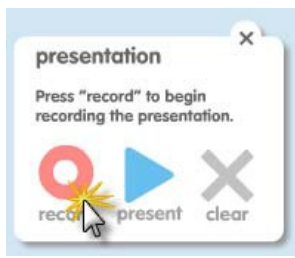 presentation
Press “record” to begin
recording the presentation.
present clear